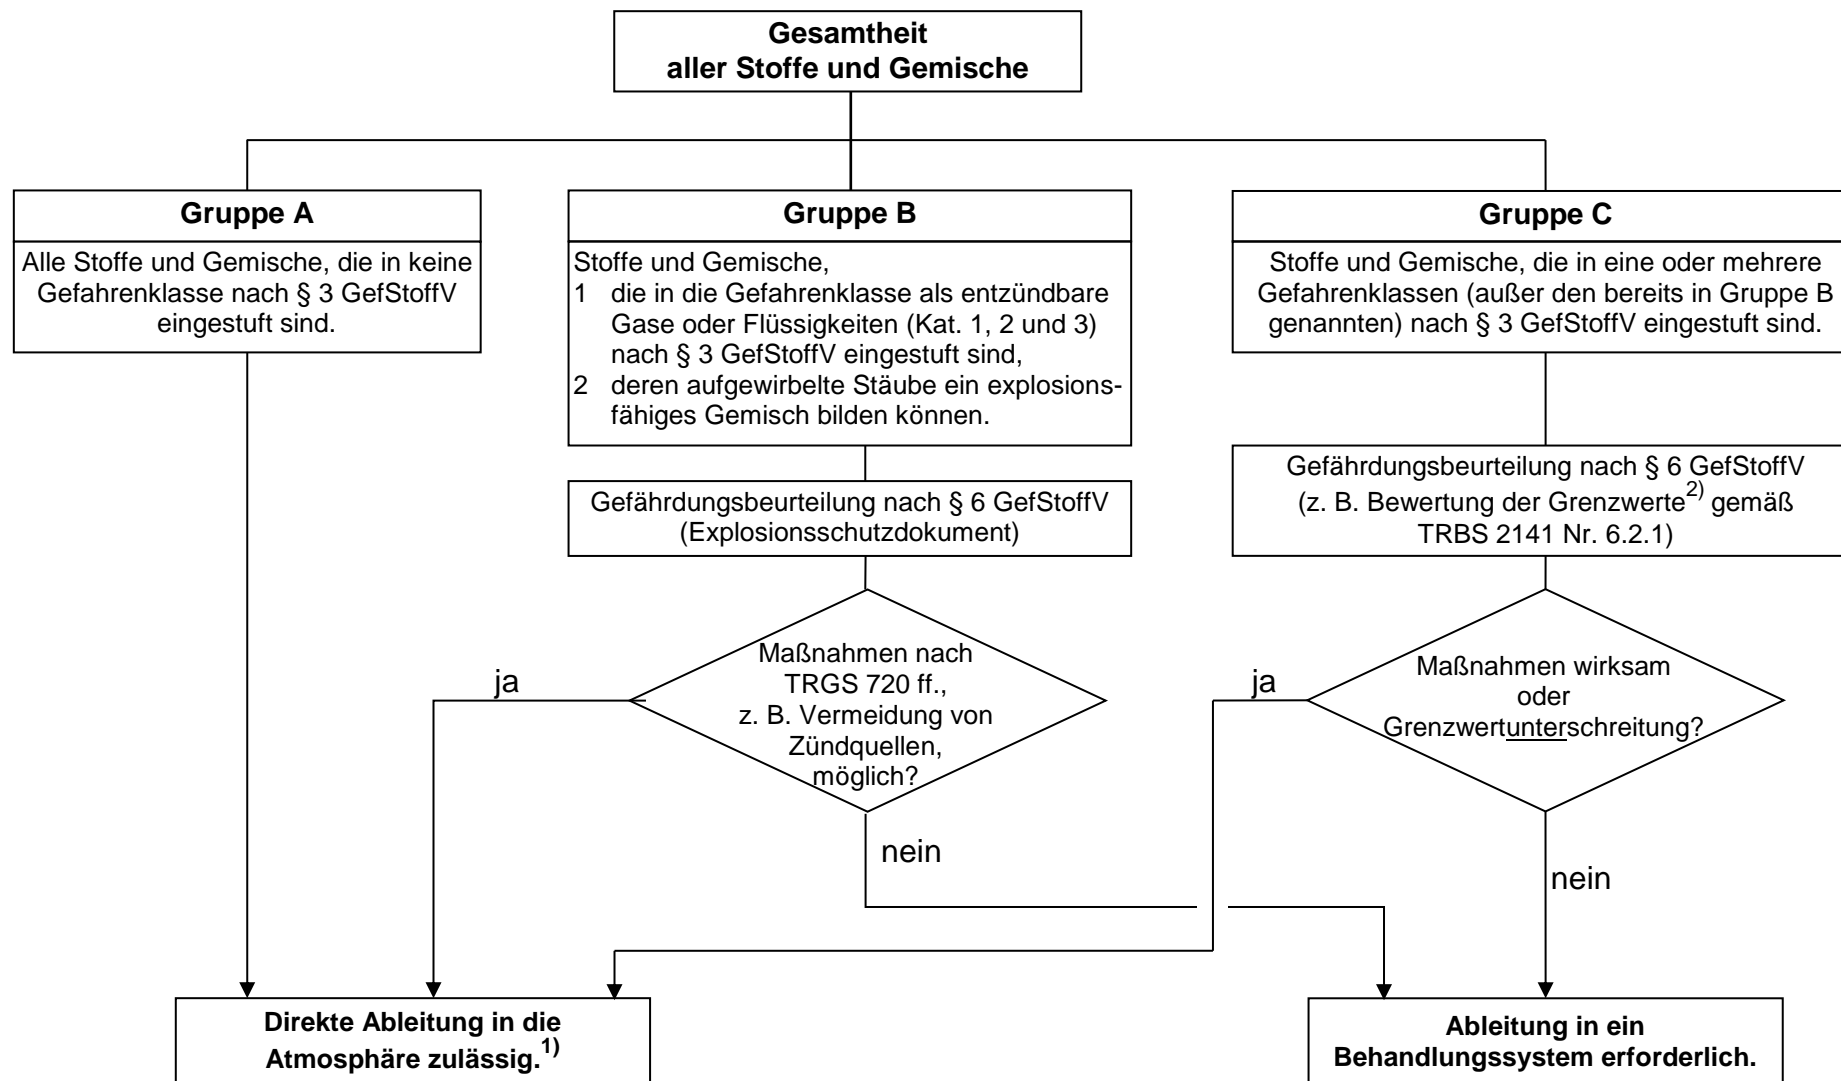 Gesamtheit
aller Stoffe und Gemische
Gruppe A
Alle Stoffe und Gemische, die in keine
Gefahrenklasse nach § 3 GefStoffV
eingestuft sind.
Gruppe B
Stoffe und Gemische,
1 die in die Gefahrenklasse als entzündbare
Gase oder Flüssigkeiten (Kat. 1, 2 und 3)
nach § 3 GefStoffV eingestuft sind,
2 deren aufgewirbelte Stäube ein explosions-
fähiges Gemisch bilden können.
Gruppe C
Stoffe und Gemische, die in eine oder mehrere
Gefahrenklassen (außer den bereits in Gruppe B
genannten) nach § 3 GefStoffV eingestuft sind.
Gefährdungsbeurteilung nach § 6 GefStoffV
(Explosionsschutzdokument)
Gefährdungsbeurteilung nach § 6 GefStoffV
(z. B. Bewertung der Grenzwerte2) gemäß
TRBS 2141 Nr. 6.2.1)
ja
Maßnahmen nach
TRGS 720 ff.,
z. B. Vermeidung von
Zündquellen,
möglich?
nein
ja
Maßnahmen wirksam
oder
Grenzwertunterschreitung?
nein
Direkte Ableitung in die
Atmosphäre zulässig.1)
Ableitung in ein
Behandlungssystem erforderlich.